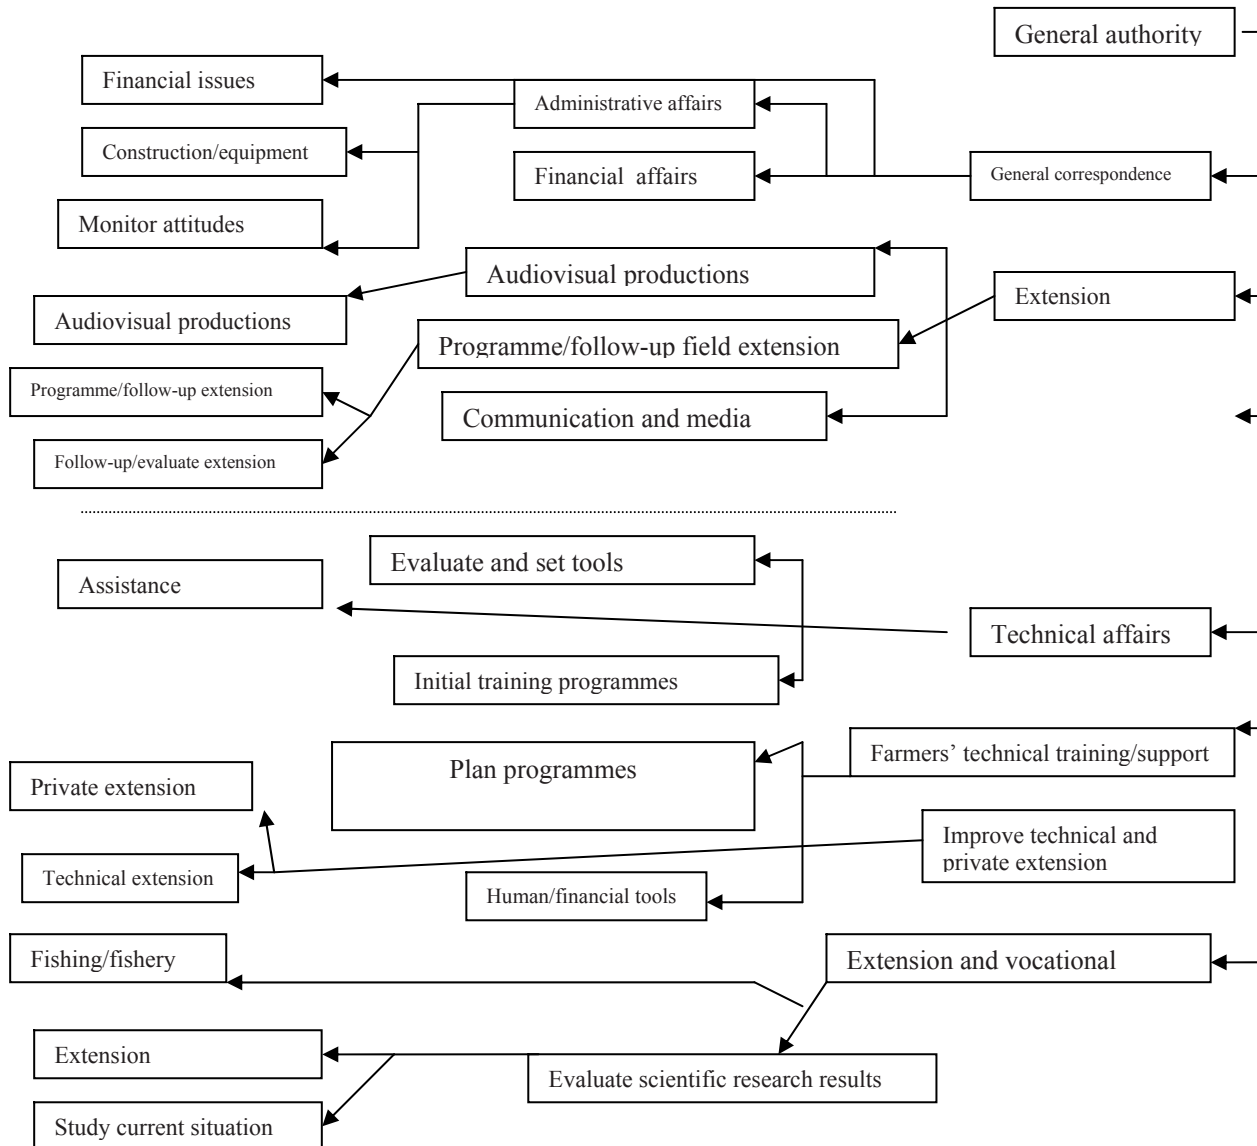 General authority
Financial issues
Administrative affairs
Construction/equipment
Financial affairs
General correspondence
Monitor attitudes
Audiovisual productions
Extension
Audiovisual productions
Programme/follow-up field extension
Programme/follow-up extension
Communication and media
Follow-up/evaluate extension
Evaluate and set tools
Assistance
Technical affairs
Initial training programmes
Farmers’ technical training/support
Plan programmes
Private extension
Improve technical and
private extension
Technical extension
Human/financial tools
Fishing/fishery
Extension and vocational
Extension
Evaluate scientific research results
Study current situation